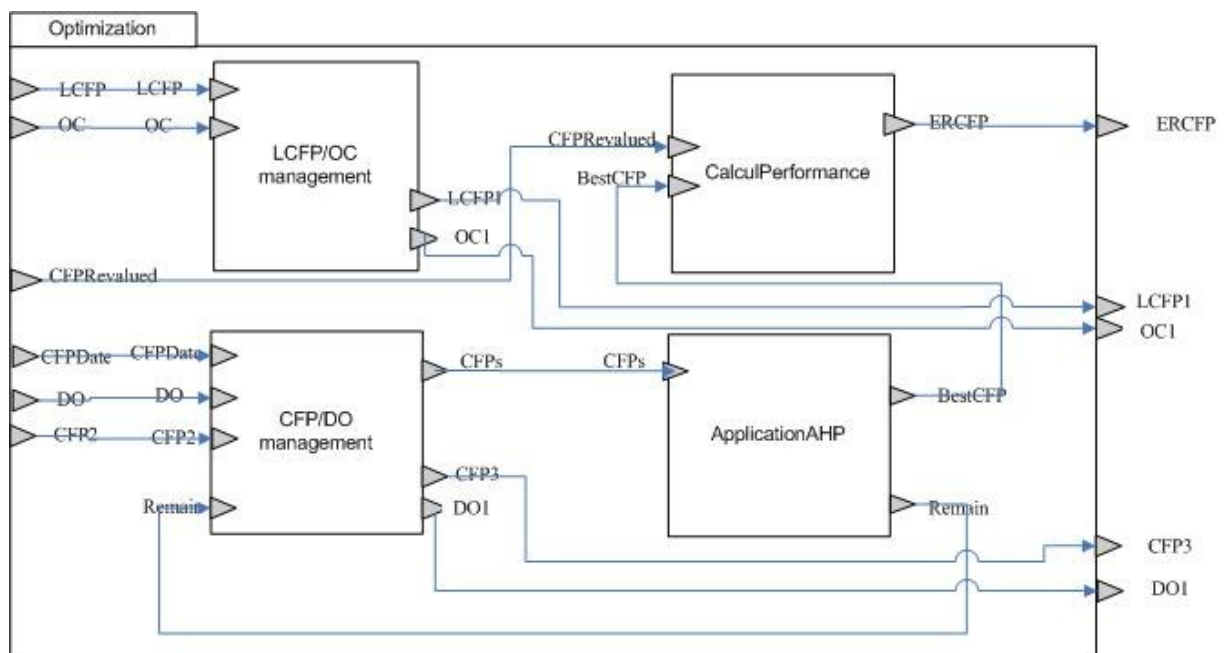 Optimization
LCFP LCFP
OC OC
LCFP/OC
management
LCFP1
OC1
CFPRevalued
BestCFP
CalculPerformance
ERCFP
ERCFP
CFPRevalued
LCFP1
OC1
CFPDate CFPDate
DO DO
CFP2 CFP2
Remain
CFP/DO
management
CFPs CFPs
CFP3
DO1
ApplicationAHP
BestCFP
Remain
CFP3
DO1